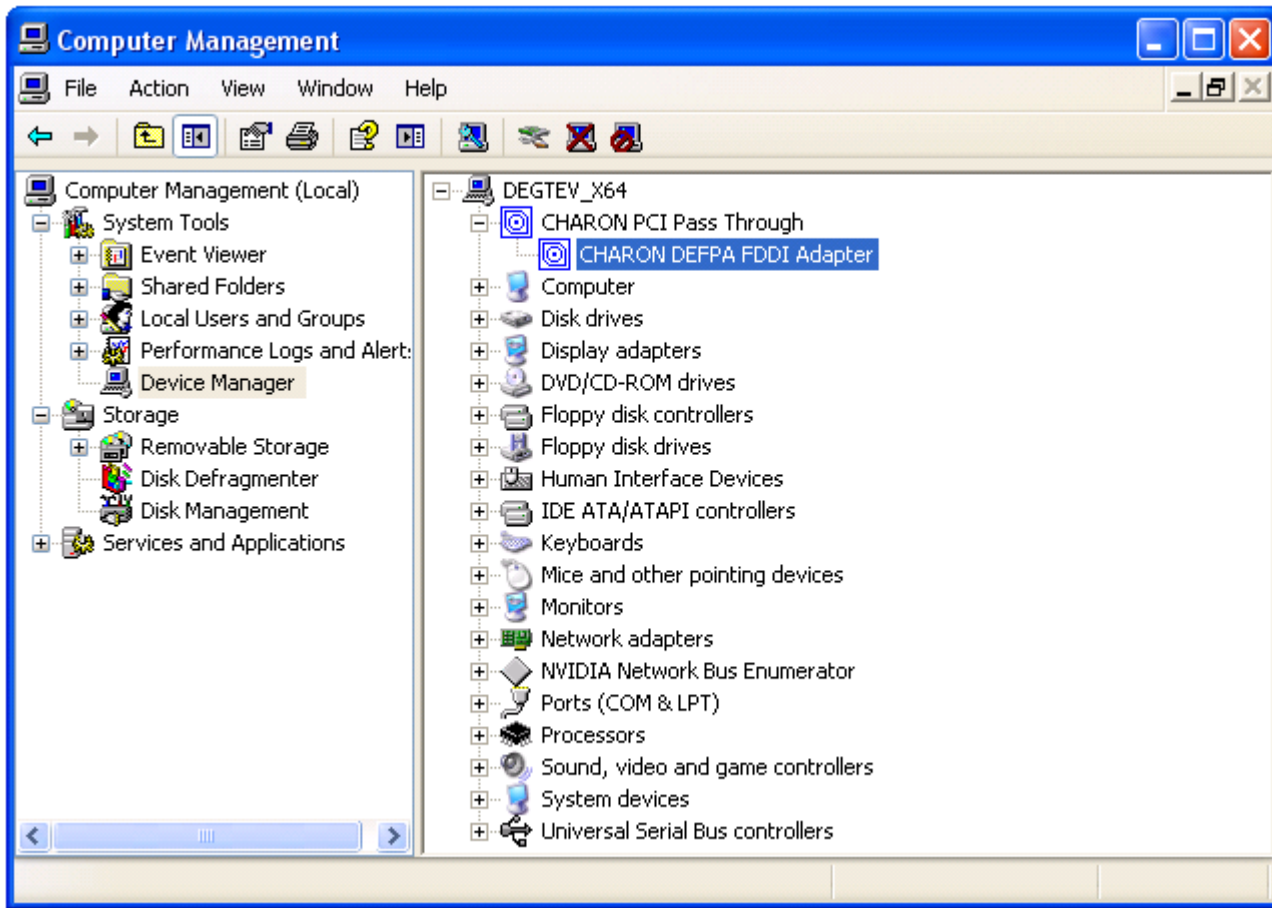 Computer Management
File Action View Window Help
Computer Management (Local)
System Tools
Event Viewer
Shared Folders
Local Users and Groups
Performance Logs and Alert:
Device Manager
Storage
Removable Storage
Disk Defragmenter
Disk Management
Services and Applications
DEGTEV_X64
CHARON PCI Pass Through
CHARON DEFPA FDDI Adapter
Computer
Disk drives
Display adapters
DVD/CD-ROM drives
Floppy disk controllers
Floppy disk drives
Human Interface Devices
IDE ATA/ATAPI controllers
Keyboards
Mice and other pointing devices
Monitors
Network adapters
NVIDIA Network Bus Enumerator
Ports (COM & LPT)
Processors
Sound, video and game controllers
System devices
Universal Serial Bus controllers